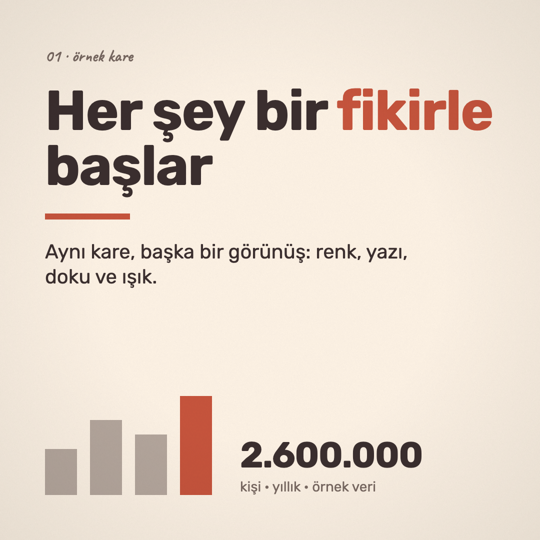 01 · örnek kare
Her şey bir fikirle
başlar
Aynı kare, başka bir görünüş: renk, yazı,
doku ve ışık.
2.600.000
kişi • yıllık • örnek veri